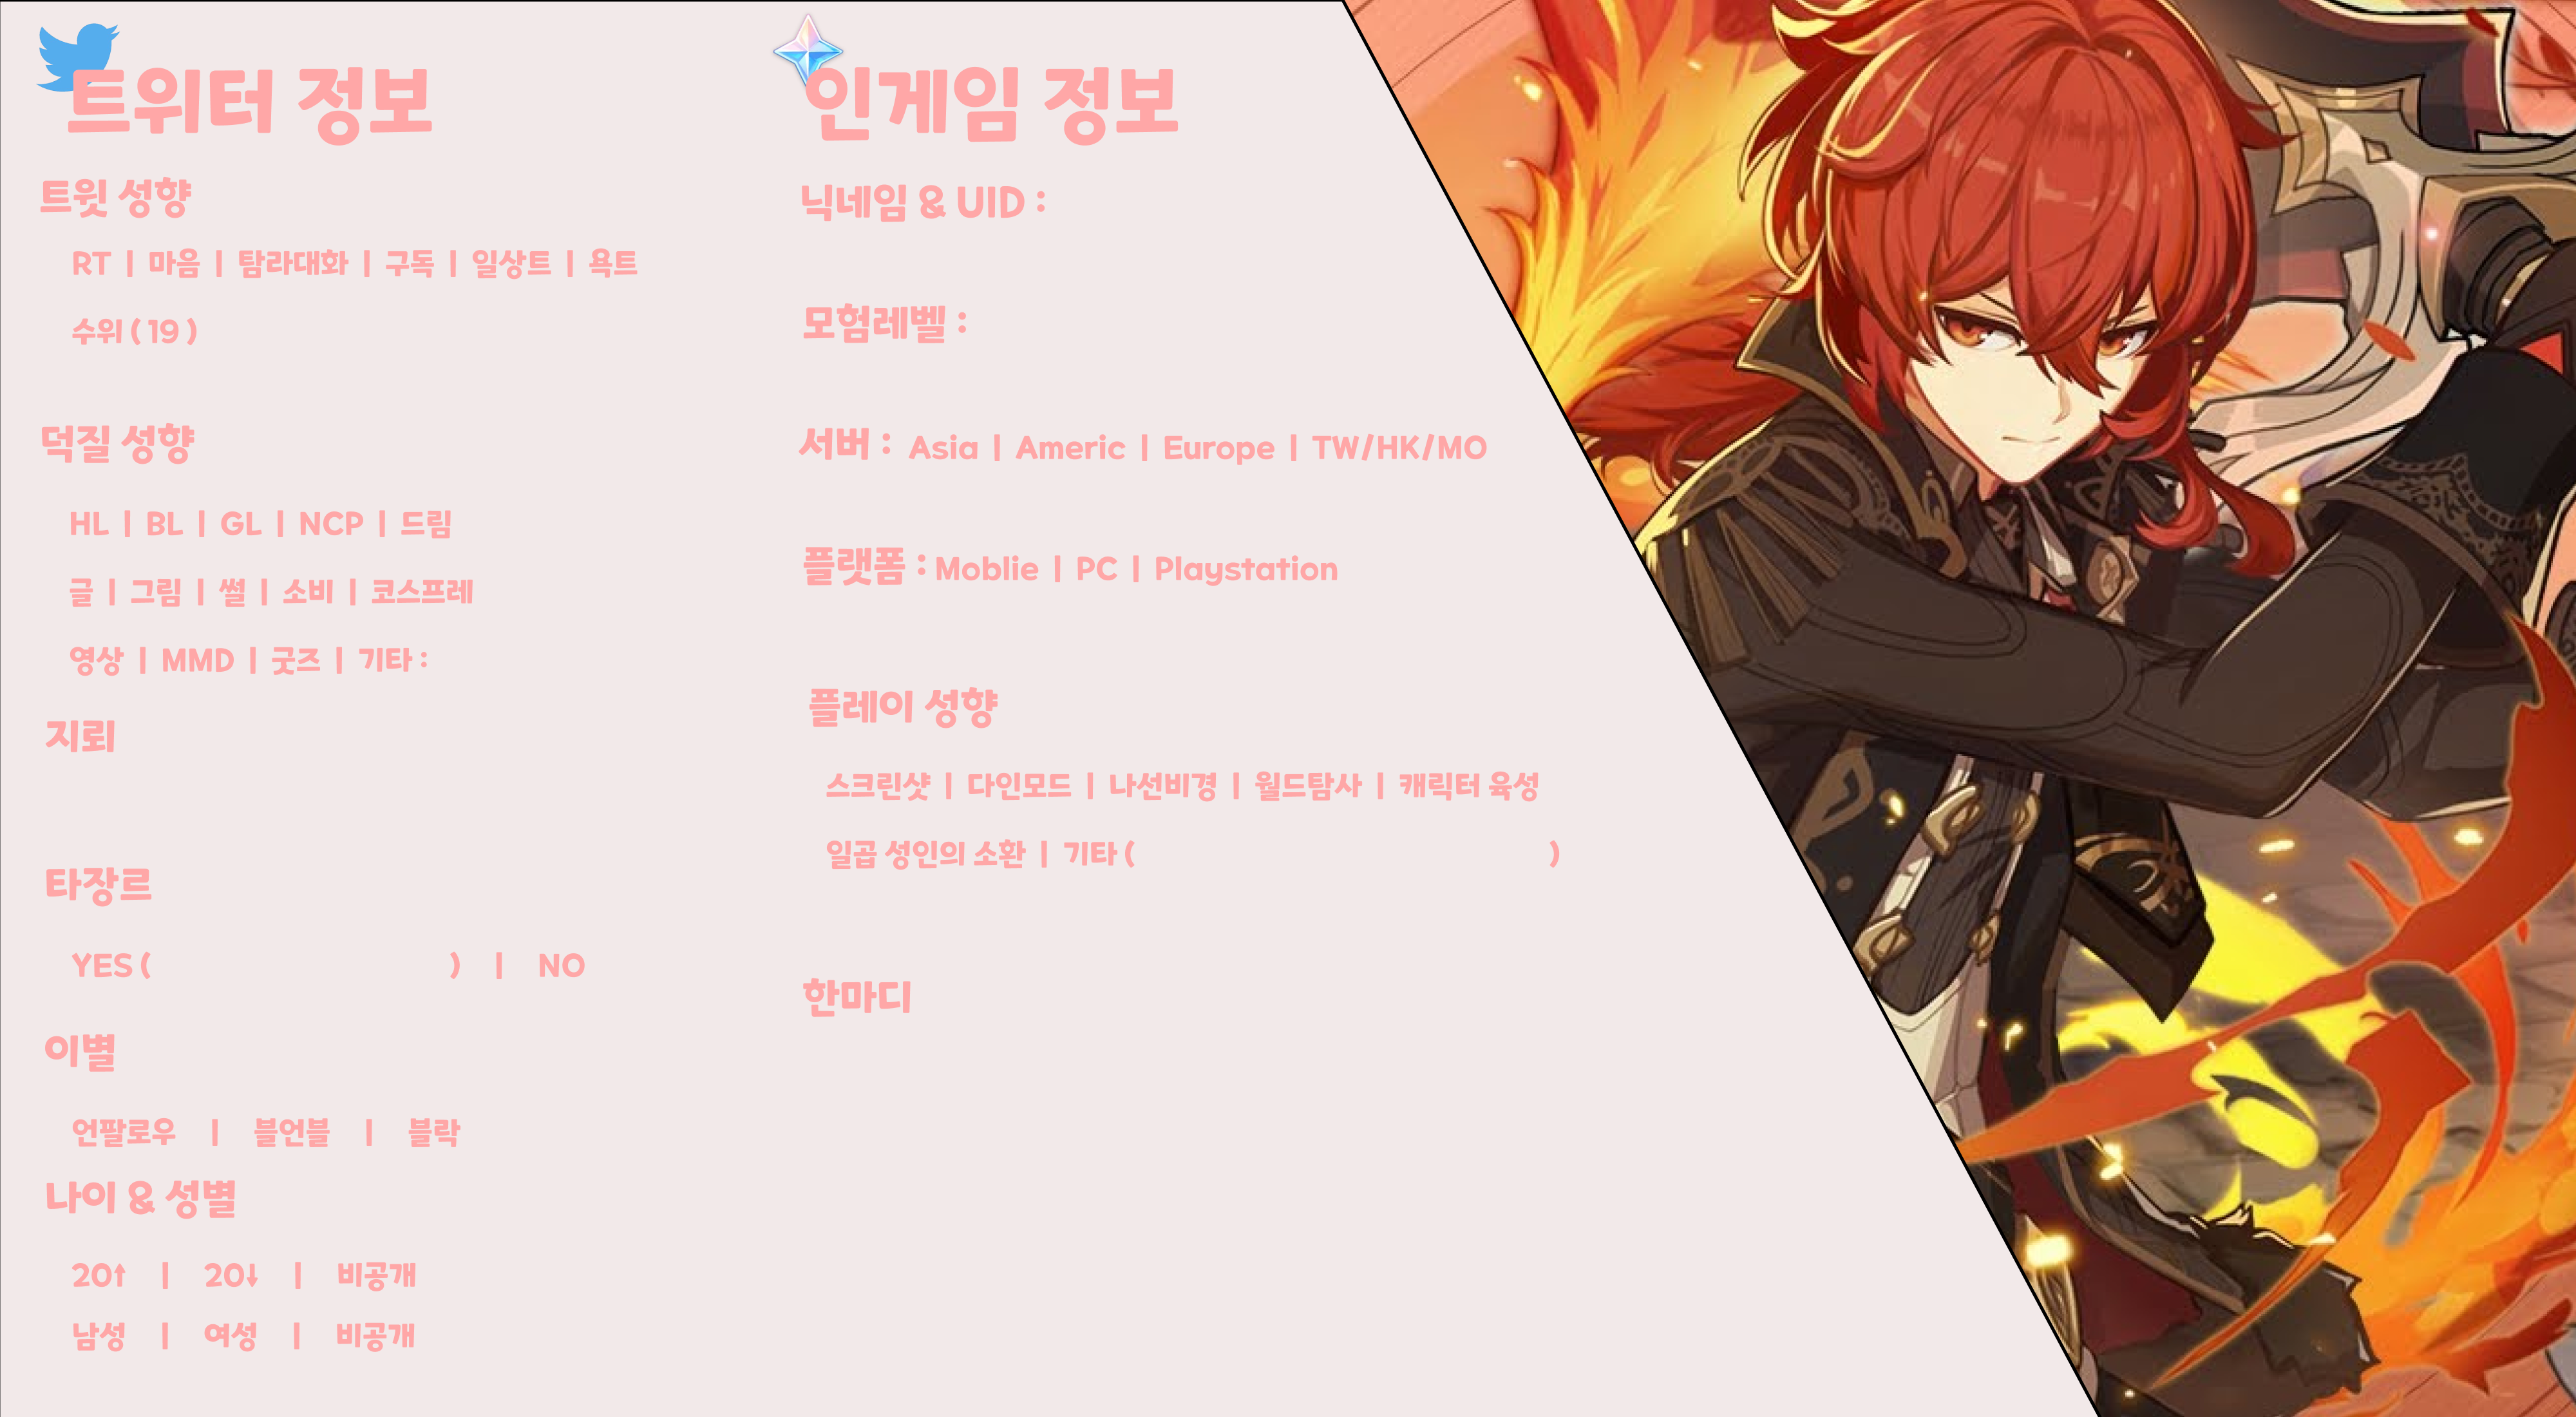 트위터 정보
트윗 성향
RT | 마음 | 탐라대화 | 구독 | 일상트 | 욕트
수위 ( 19 )
덕질 성향
HL | BL | GL | NCP | 드림
글 | 그림 | 썰 | 소비 | 코스프레
영상 | MMD | 굿즈 | 기타 :
지뢰
타장르
YES ( ) | NO
이별
언팔로우 | 블언블 | 블락
나이 & 성별
20↑ | 20↓ | 비공개
남성 | 여성 | 비공개
인게임 정보
닉네임 & UID :
모험레벨 :
서버 : Asia | Americ | Europe | TW/HK/MO
플랫폼 : Moblie | PC | Playstation
플레이 성향
스크린샷 | 다인모드 | 나선비경 | 월드탐사 | 캐릭터 육성
일곱 성인의 소환 | 기타 ( )
한마디